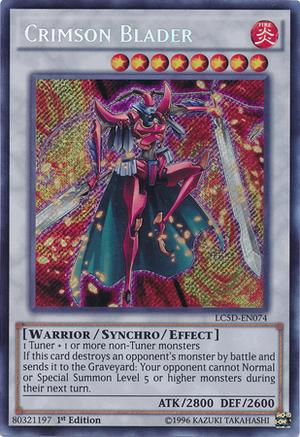 CRIMSON BLADER
FIRE
炎
LC5D-EN074
[WARRIOR / SYNCHRO/EFFECT]
1 Tuner + 1 or more non-Tuner monsters
If this card destroys an opponent's monster by battle and
sends it to the Graveyard: Your opponent cannot Normal
or Special Summon Level 5 or higher monsters during
their next turn.
ATK/2800 DEF/2600
80321197 1st Edition ©1996 KAZUKI TAKAHASHI